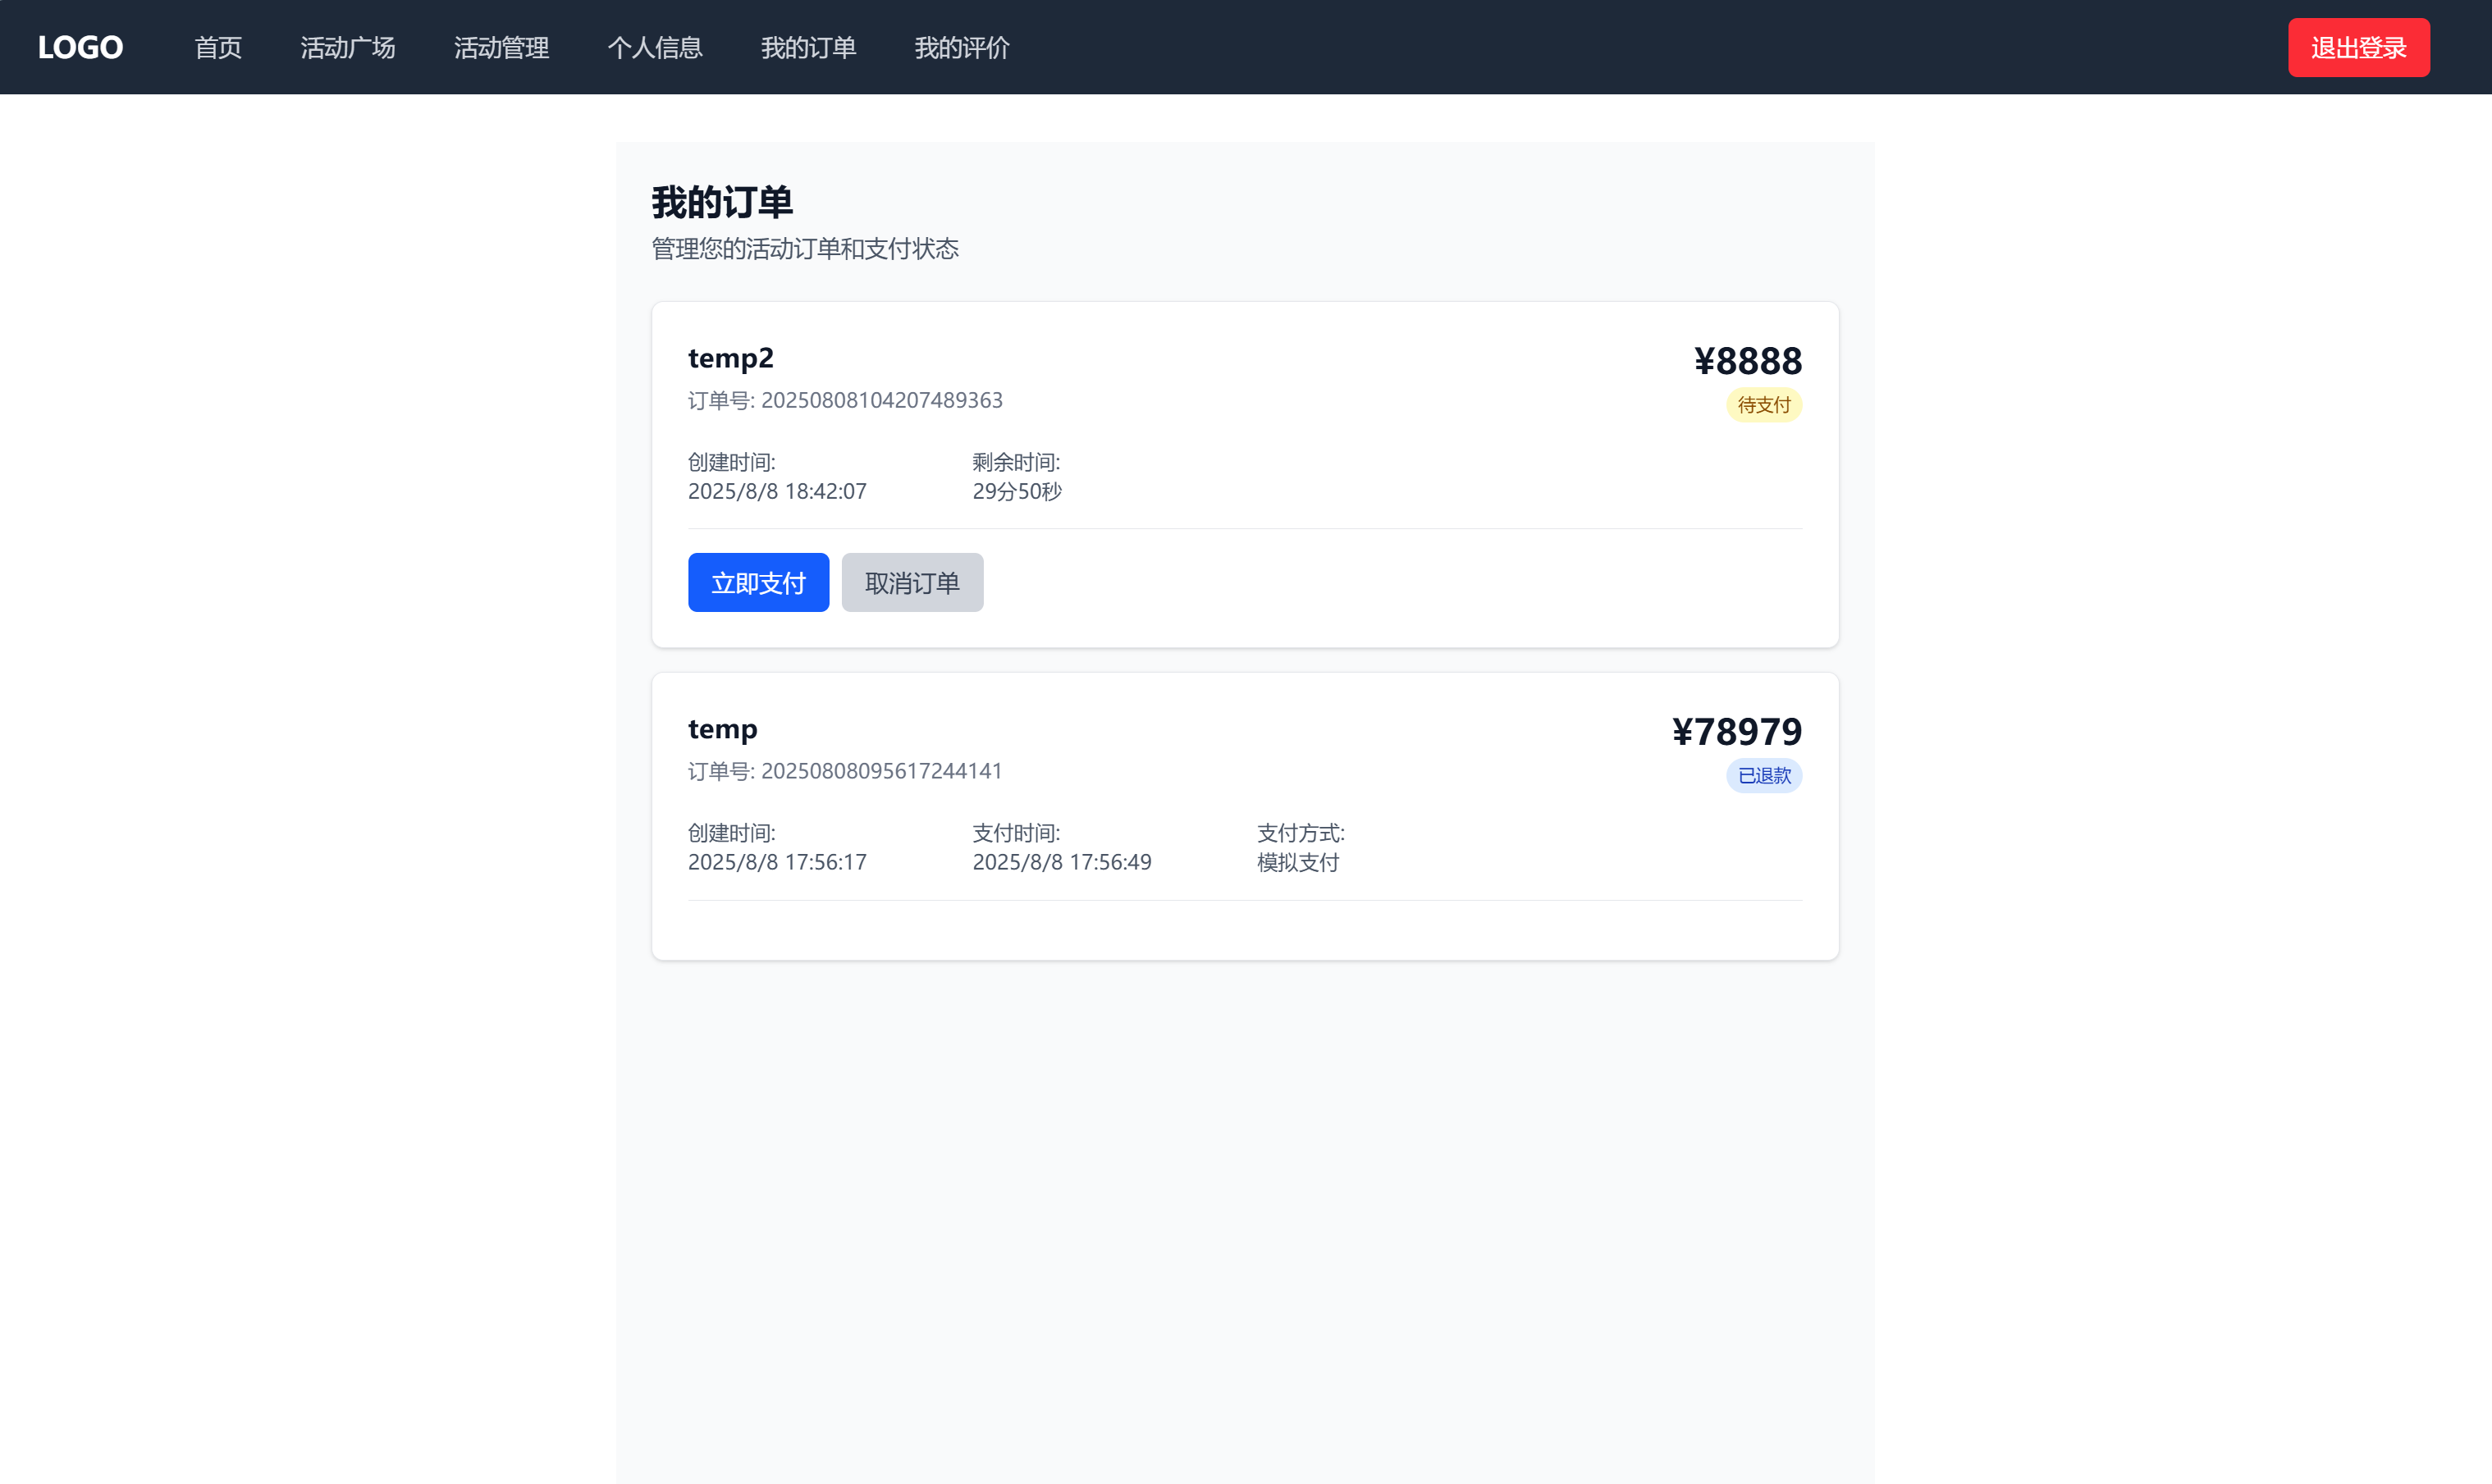 LOGO 首页 活动广场 活动管理 个人信息 我的订单 我的评价 退出登录
我的订单
管理您的活动订单和支付状态
temp2 ¥8888
订单号: 20250808104207489363 待支付
创建时间: 剩余时间:
2025/8/8 18:42:07 29分50秒
立即支付 取消订单
temp ¥78979
订单号: 20250808095617244141 已退款
创建时间: 支付时间: 支付方式:
2025/8/8 17:56:17 2025/8/8 17:56:49 模拟支付